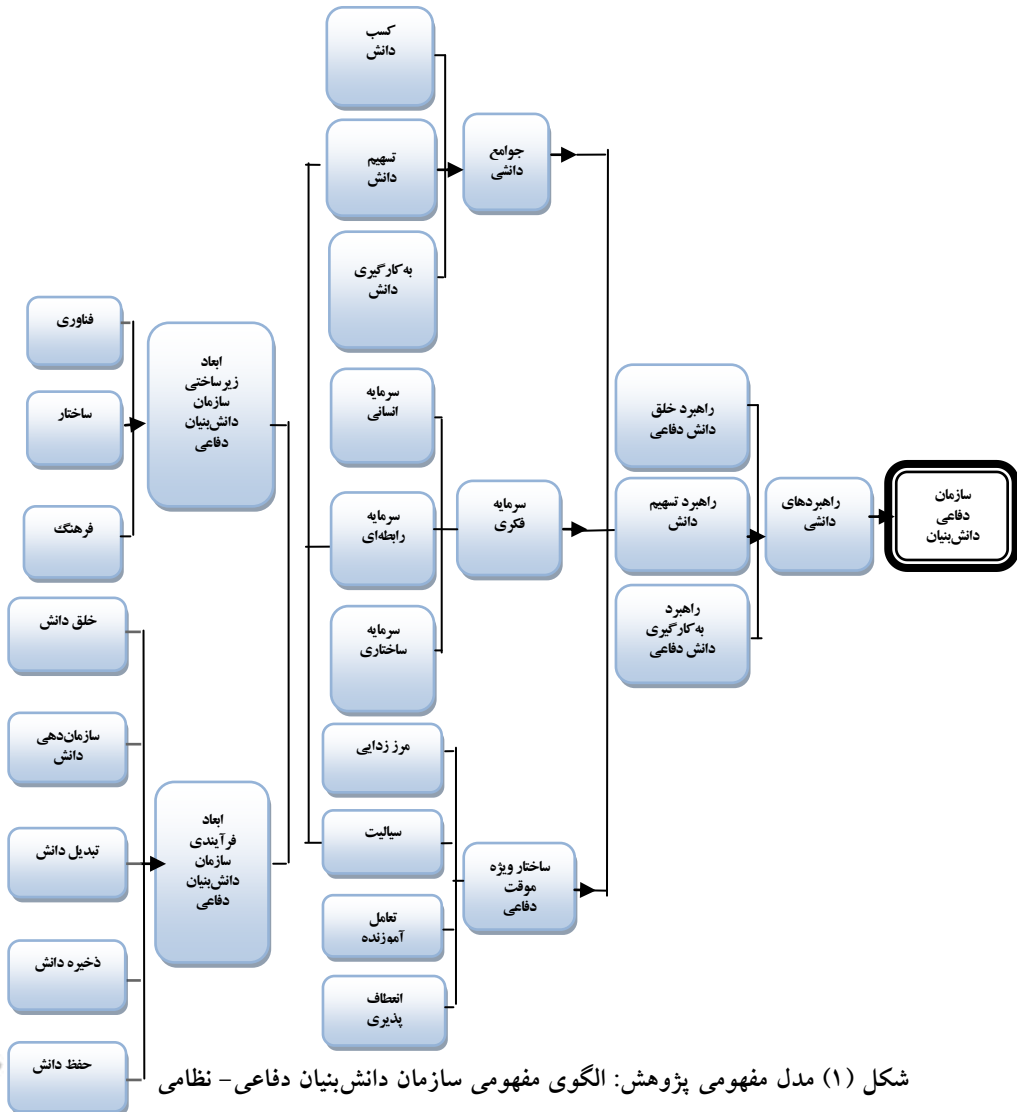 کسب
دانش
تسهیم
دانش
به‌کارگیری
دانش
جوامع
دانشی
فناوری
ساختار
فرهنگ
ابعاد
زیرساختی
سازمان
دانش‌بنیان
دفاعی
سرمایه
انسانی
سرمایه
رابطه‌ای
سرمایه
ساختاری
سرمایه
فکری
راهبرد خلق
دانش دفاعی
راهبرد تسهیم
دانش
راهبرد
به‌کارگیری
دانش دفاعی
راهبردهای
دانشی
سازمان
دفاعی
دانش‌بنیان
خلق دانش
سازمان‌دهی
دانش
تبدیل دانش
ذخیره دانش
حفظ دانش
ابعاد
فرآیندی
سازمان
دانش‌بنیان
دفاعی
مرز زدایی
سیالیت
تعامل
آموزنده
انعطاف
پذیری
ساختار ویژه
موقت
دفاعی
شکل (۱) مدل مفهومی پژوهش: الگوی مفهومی سازمان دانش‌بنیان دفاعی- نظامی